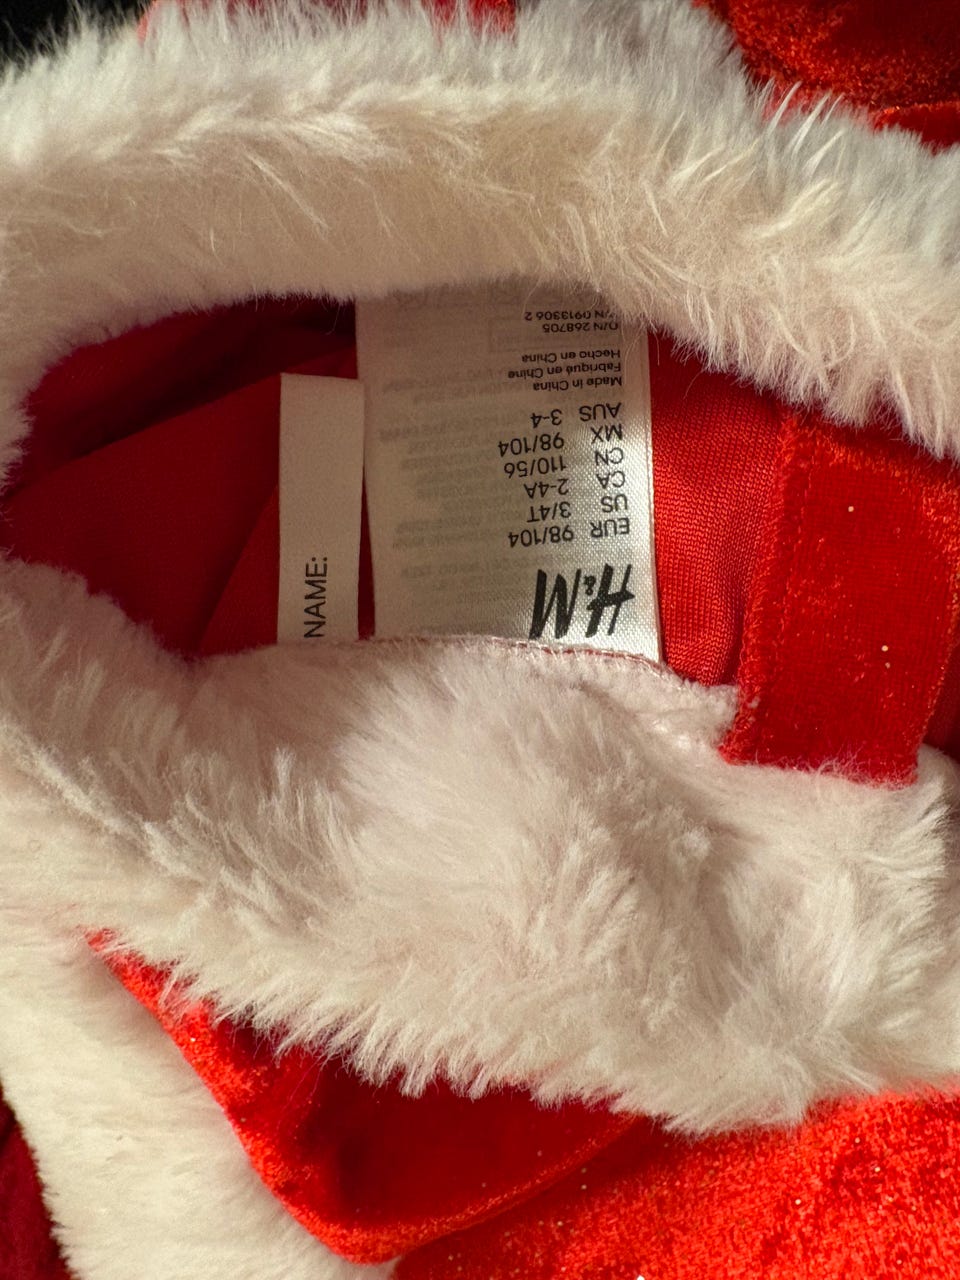 H&M
EUR 98/104
US 3/4T
CA 2-4A
CN 110/56
MX 98/104
AUS 3-4
Made in China
Fabriqué en Chine
Hecho en China
O/N 268705
S/N 0913306 2
NAME: